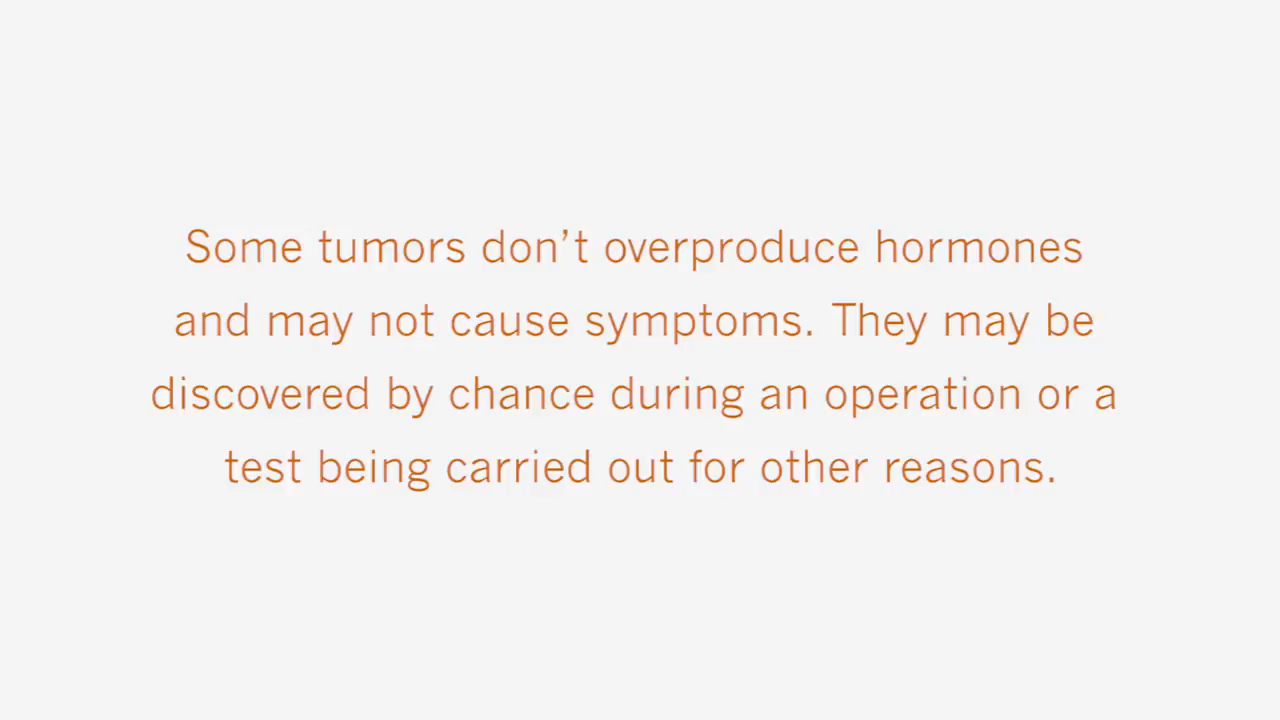 Some tumors don’t overproduce hormones
and may not cause symptoms. They may be
discovered by chance during an operation or a
test being carried out for other reasons.